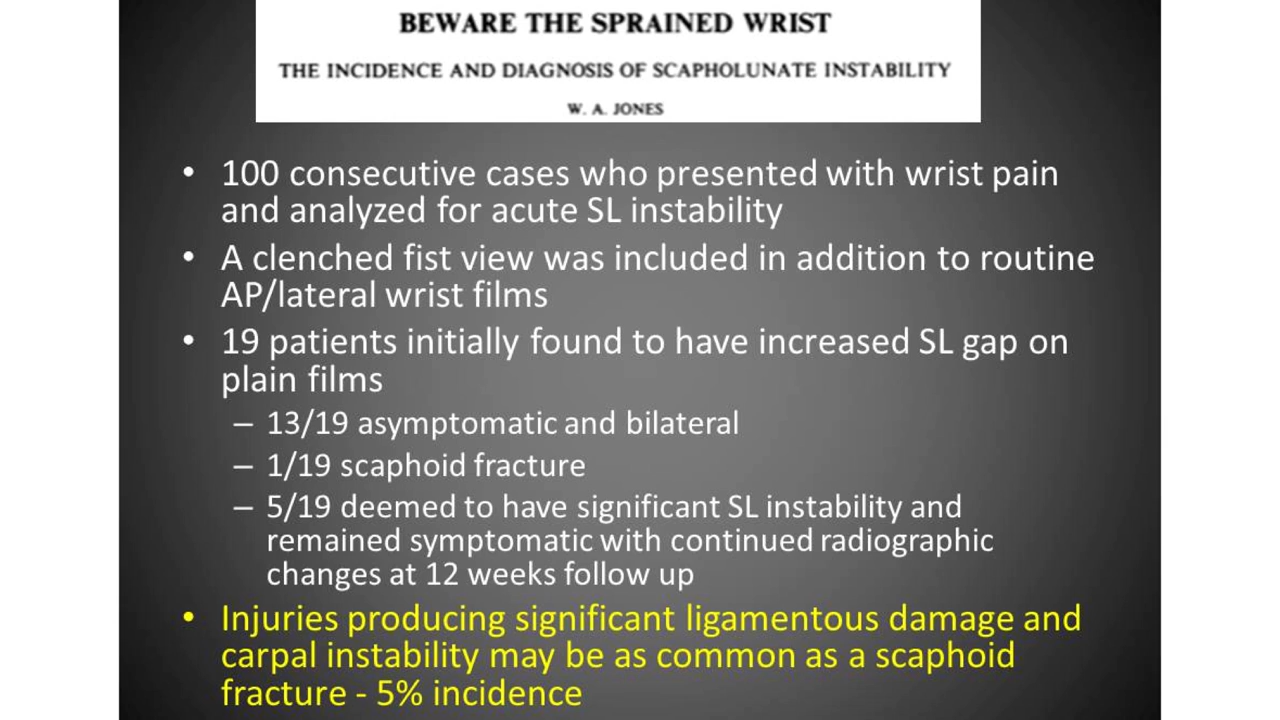 BEWARE THE SPRAINED WRIST
THE INCIDENCE AND DIAGNOSIS OF SCAPHOLUNATE INSTABILITY
W. A. JONES
• 100 consecutive cases who presented with wrist pain
and analyzed for acute SL instability
• A clenched fist view was included in addition to routine
AP/lateral wrist films
• 19 patients initially found to have increased SL gap on
plain films
– 13/19 asymptomatic and bilateral
– 1/19 scaphoid fracture
– 5/19 deemed to have significant SL instability and
remained symptomatic with continued radiographic
changes at 12 weeks follow up
• Injuries producing significant ligamentous damage and
carpal instability may be as common as a scaphoid
fracture - 5% incidence